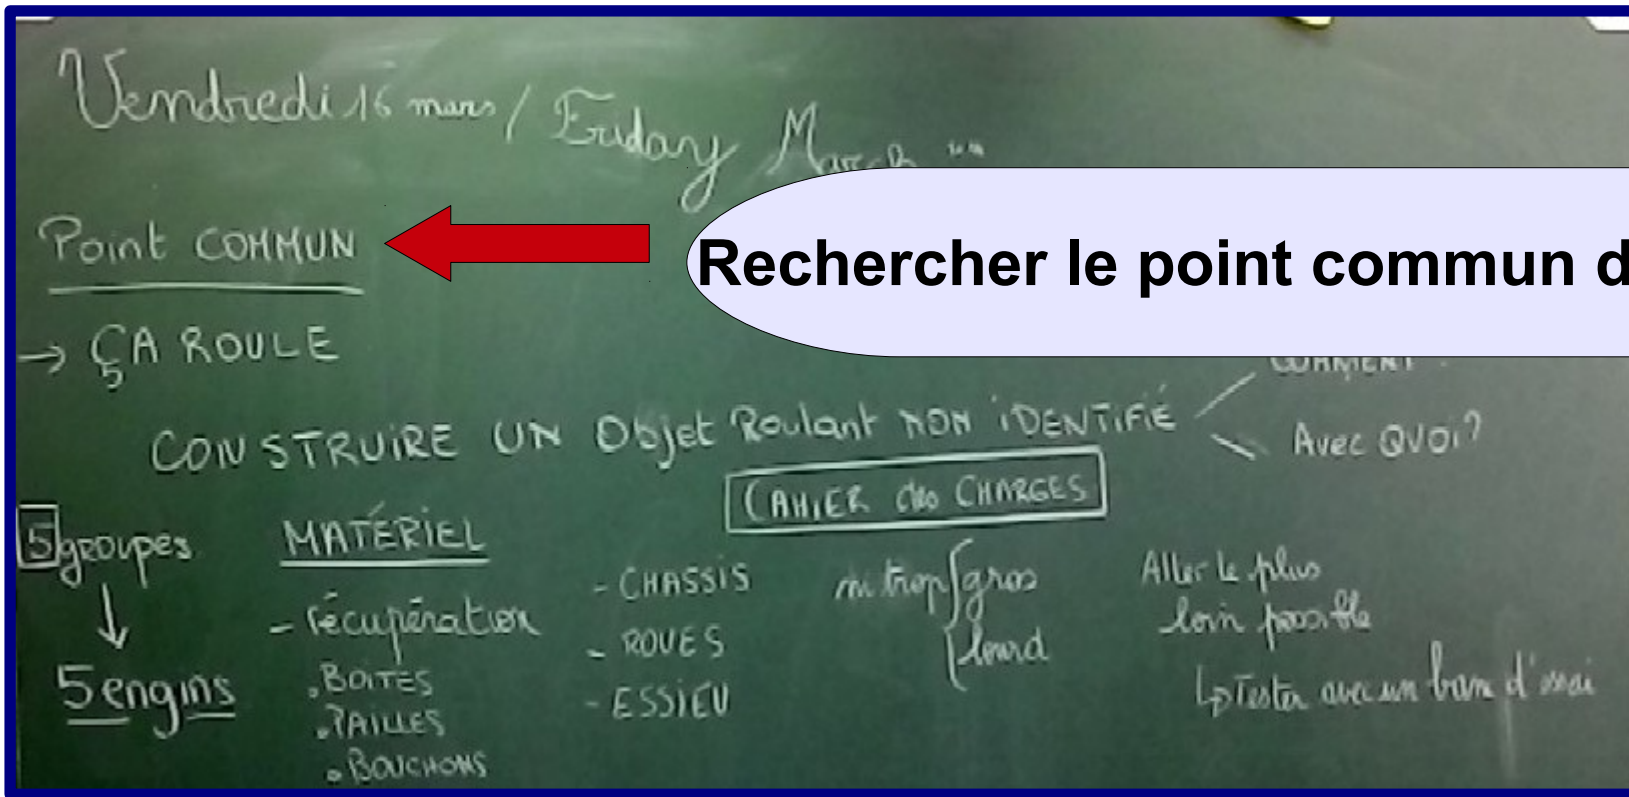 Vendredi 16 mars / Friday March
Point COMMUN
Rechercher le point commun d
→ ÇA ROULE
COMMENT ?
CONSTRUIRE UN Objet Roulant NON iDENTiFiÉ
Avec QUOi ?
CAHIER des CHARGES
5 groupes
MATÉRiEL
- récupération
- CHASSiS
ni trop gros
Aller le plus
- ROUES
lourd
loin possible
5 engins
. BOiTES
- ESSiEU
↳ Tester avec un banc d'essai
. PAiLLES
. BOUCHONS